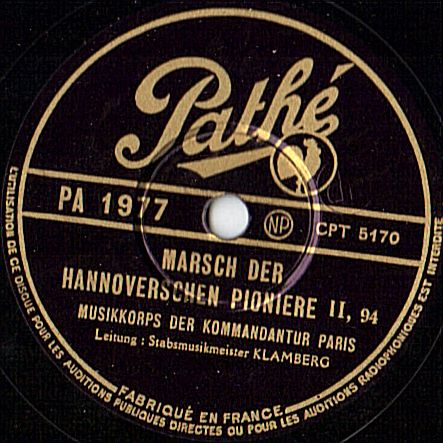 Pathé
PA 1977
NP
CPT 5170
MARSCH DER
HANNOVERSCHEN PIONIERE II, 94
MUSIKKORPS DER KOMMANDANTUR PARIS
Leitung : Stabsmusikmeister KLAMBERG
FABRIQUÉ EN FRANCE
L'UTILISATION DE CE DISQUE POUR LES AUDITIONS PUBLIQUES DIRECTES OU POUR LES AUDITIONS RADIOPHONIQUES EST INTERDITE